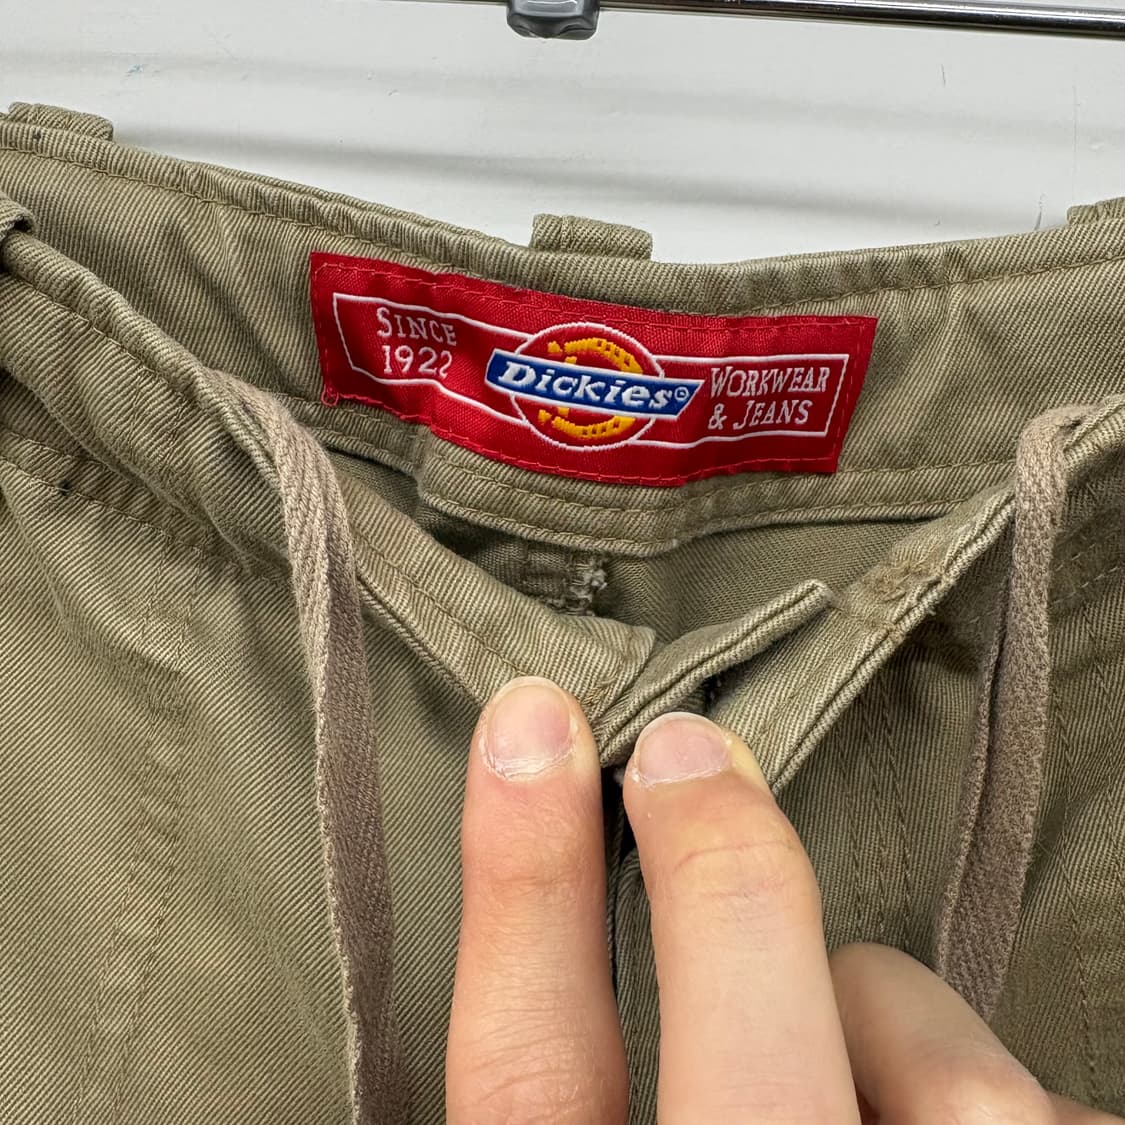 SINCE
1922
Dickies®
WORKWEAR
& JEANS